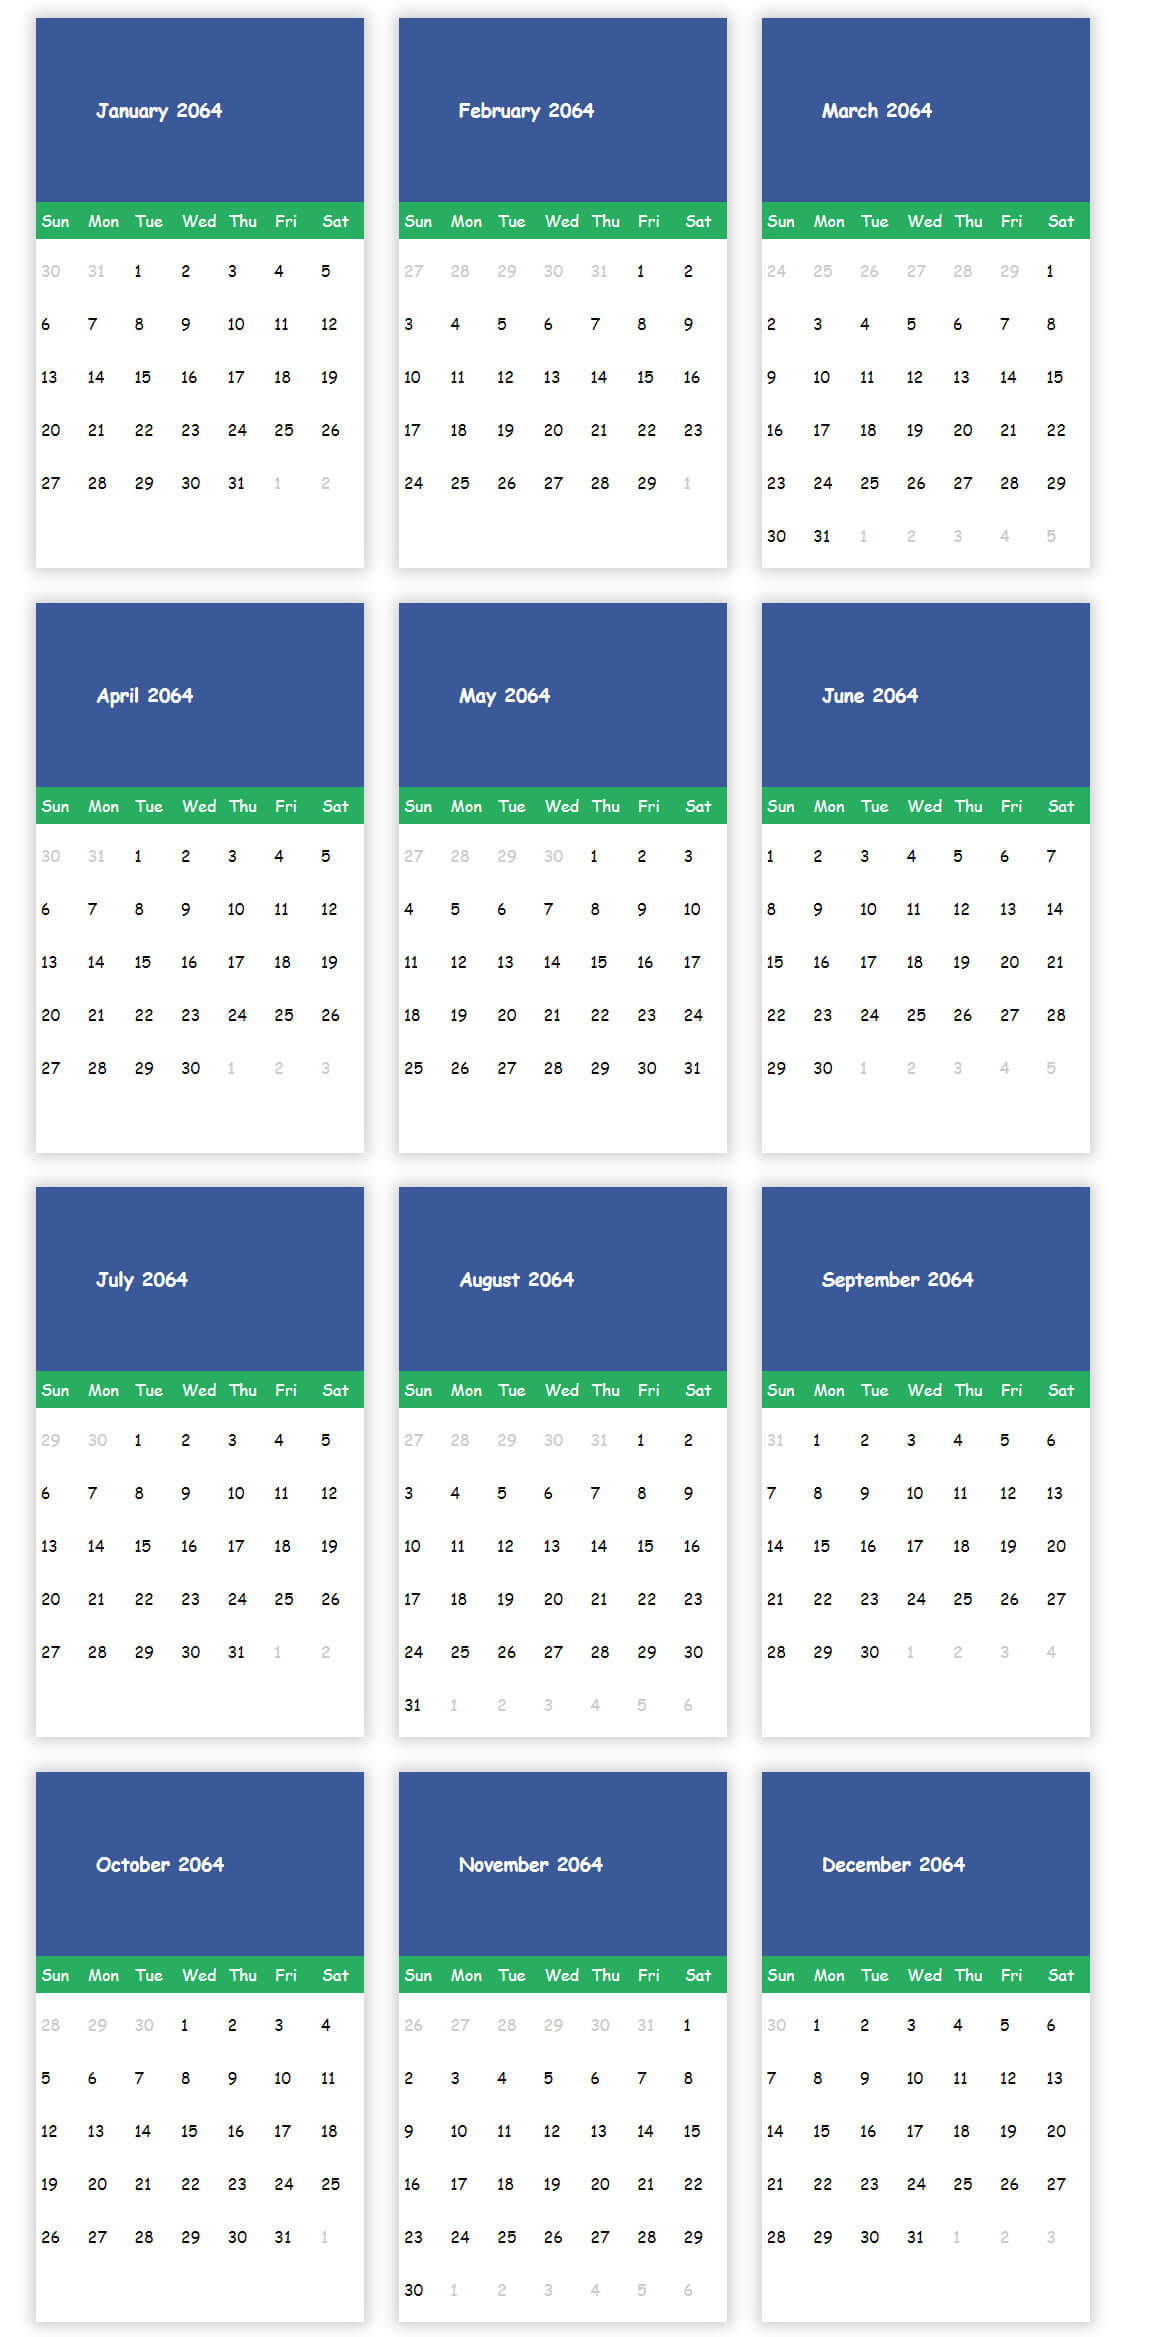 January 2064
Sun Mon Tue Wed Thu Fri Sat
30 31 1 2 3 4 5
6 7 8 9 10 11 12
13 14 15 16 17 18 19
20 21 22 23 24 25 26
27 28 29 30 31 1 2
February 2064
Sun Mon Tue Wed Thu Fri Sat
27 28 29 30 31 1 2
3 4 5 6 7 8 9
10 11 12 13 14 15 16
17 18 19 20 21 22 23
24 25 26 27 28 29 1
March 2064
Sun Mon Tue Wed Thu Fri Sat
24 25 26 27 28 29 1
2 3 4 5 6 7 8
9 10 11 12 13 14 15
16 17 18 19 20 21 22
23 24 25 26 27 28 29
30 31 1 2 3 4 5
April 2064
Sun Mon Tue Wed Thu Fri Sat
30 31 1 2 3 4 5
6 7 8 9 10 11 12
13 14 15 16 17 18 19
20 21 22 23 24 25 26
27 28 29 30 1 2 3
May 2064
Sun Mon Tue Wed Thu Fri Sat
27 28 29 30 1 2 3
4 5 6 7 8 9 10
11 12 13 14 15 16 17
18 19 20 21 22 23 24
25 26 27 28 29 30 31
June 2064
Sun Mon Tue Wed Thu Fri Sat
1 2 3 4 5 6 7
8 9 10 11 12 13 14
15 16 17 18 19 20 21
22 23 24 25 26 27 28
29 30 1 2 3 4 5
July 2064
Sun Mon Tue Wed Thu Fri Sat
29 30 1 2 3 4 5
6 7 8 9 10 11 12
13 14 15 16 17 18 19
20 21 22 23 24 25 26
27 28 29 30 31 1 2
August 2064
Sun Mon Tue Wed Thu Fri Sat
27 28 29 30 31 1 2
3 4 5 6 7 8 9
10 11 12 13 14 15 16
17 18 19 20 21 22 23
24 25 26 27 28 29 30
31 1 2 3 4 5 6
September 2064
Sun Mon Tue Wed Thu Fri Sat
31 1 2 3 4 5 6
7 8 9 10 11 12 13
14 15 16 17 18 19 20
21 22 23 24 25 26 27
28 29 30 1 2 3 4
October 2064
Sun Mon Tue Wed Thu Fri Sat
28 29 30 1 2 3 4
5 6 7 8 9 10 11
12 13 14 15 16 17 18
19 20 21 22 23 24 25
26 27 28 29 30 31 1
November 2064
Sun Mon Tue Wed Thu Fri Sat
26 27 28 29 30 31 1
2 3 4 5 6 7 8
9 10 11 12 13 14 15
16 17 18 19 20 21 22
23 24 25 26 27 28 29
30 1 2 3 4 5 6
December 2064
Sun Mon Tue Wed Thu Fri Sat
30 1 2 3 4 5 6
7 8 9 10 11 12 13
14 15 16 17 18 19 20
21 22 23 24 25 26 27
28 29 30 31 1 2 3